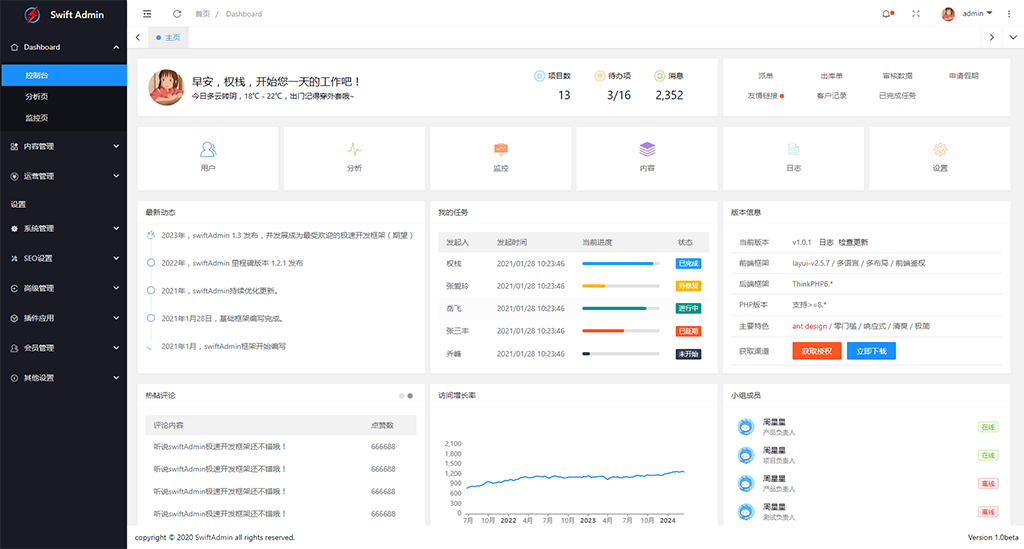 Swift Admin
首页 / Dashboard
admin
Dashboard
主页
控制台
分析页
监控页
内容管理
运营管理
设置
系统管理
SEO设置
高级管理
插件应用
会员管理
其他设置
早安，权栈，开始您一天的工作吧！
今日多云转阴，18℃ - 22℃，出门记得穿外套哦~
项目数 待办项 消息
13 3/16 2,352
派单 出库单 审核数据 申请假期
友情链接 客户记录 已完成任务
用户 分析 监控 内容 日志 设置
最新动态
2023年，swiftAdmin 1.3 发布，并发展成为最受欢迎的极速开发框架（期望）
2022年，swiftAdmin 里程碑版本 1.2.1 发布
2021年，swiftAdmin持续优化更新。
2021年1月28日，基础框架编写完成。
2021年1月，swiftAdmin框架开始编写
我的任务
发起人 发起时间 当前进度 状态
权栈 2021/01/28 10:23:46 已完成
张爱玲 2021/01/28 10:23:46 待修复
岳飞 2021/01/28 10:23:46 进行中
张三丰 2021/01/28 10:23:46 已延期
乔峰 2021/01/28 10:23:46 未开始
版本信息
当前版本 v1.0.1 日志 检查更新
前端框架 layui-v2.5.7 / 多语言 / 多布局 / 前端鉴权
后端框架 ThinkPHP6.*
PHP版本 支持>=8.*
主要特色 ant design / 零门槛 / 响应式 / 清爽 / 极简
获取渠道 获取授权 立即下载
热帖评论
评论内容 点赞数
听说swiftAdmin极速开发框架还不错哦！ 666688
听说swiftAdmin极速开发框架还不错哦！ 666688
听说swiftAdmin极速开发框架还不错哦！ 666688
听说swiftAdmin极速开发框架还不错哦！ 666688
访问增长率
2,100
1,800
1,500
1,200
900
600
300
0
7月 10月 2022 4月 7月 10月 2023 4月 7月 10月 2024
小组成员
周星星
产品负责人
在线
周星星
项目负责人
在线
周星星
产品负责人
离线
周星星
测试负责人
离线
copyright © 2020 SwiftAdmin all rights reserved.
Version 1.0beta